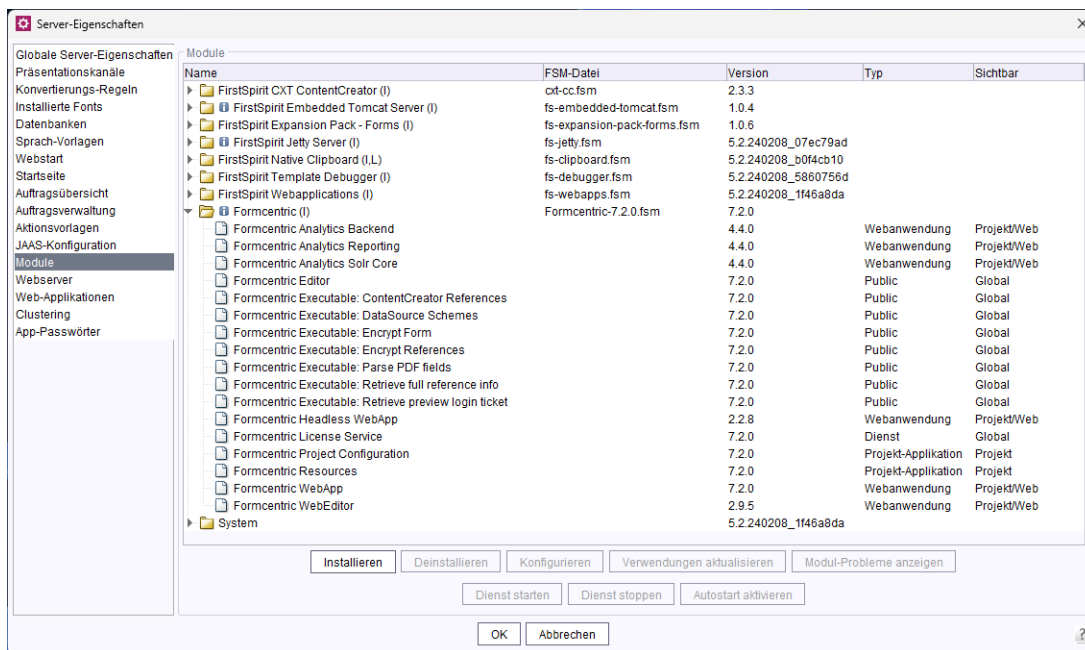 Server-Eigenschaften
Globale Server-Eigenschaften
Präsentationskanäle
Konvertierungs-Regeln
Installierte Fonts
Datenbanken
Sprach-Vorlagen
Webstart
Startseite
Auftragsübersicht
Auftragsverwaltung
Aktionsvorlagen
JAAS-Konfiguration
Module
Webserver
Web-Applikationen
Clustering
App-Passwörter
Module
Name FSM-Datei Version Typ Sichtbar
FirstSpirit CXT ContentCreator (I) cxt-cc.fsm 2.3.3
FirstSpirit Embedded Tomcat Server (I) fs-embedded-tomcat.fsm 1.0.4
FirstSpirit Expansion Pack - Forms (I) fs-expansion-pack-forms.fsm 1.0.6
FirstSpirit Jetty Server (I) fs-jetty.fsm 5.2.240208_07ec79ad
FirstSpirit Native Clipboard (I,L) fs-clipboard.fsm 5.2.240208_b0f4cb10
FirstSpirit Template Debugger (I) fs-debugger.fsm 5.2.240208_5860756d
FirstSpirit Webapplications (I) fs-webapps.fsm 5.2.240208_1f46a8da
Formcentric (I) Formcentric-7.2.0.fsm 7.2.0
Formcentric Analytics Backend 4.4.0 Webanwendung Projekt/Web
Formcentric Analytics Reporting 4.4.0 Webanwendung Projekt/Web
Formcentric Analytics Solr Core 4.4.0 Webanwendung Projekt/Web
Formcentric Editor 7.2.0 Public Global
Formcentric Executable: ContentCreator References 7.2.0 Public Global
Formcentric Executable: DataSource Schemes 7.2.0 Public Global
Formcentric Executable: Encrypt Form 7.2.0 Public Global
Formcentric Executable: Encrypt References 7.2.0 Public Global
Formcentric Executable: Parse PDF fields 7.2.0 Public Global
Formcentric Executable: Retrieve full reference info 7.2.0 Public Global
Formcentric Executable: Retrieve preview login ticket 7.2.0 Public Global
Formcentric Headless WebApp 2.2.8 Webanwendung Projekt/Web
Formcentric License Service 7.2.0 Dienst Global
Formcentric Project Configuration 7.2.0 Projekt-Applikation Projekt
Formcentric Resources 7.2.0 Projekt-Applikation Projekt
Formcentric WebApp 7.2.0 Webanwendung Projekt/Web
Formcentric WebEditor 2.9.5 Webanwendung Projekt/Web
System 5.2.240208_1f46a8da
Installieren Deinstallieren Konfigurieren Verwendungen aktualisieren Modul-Probleme anzeigen
Dienst starten Dienst stoppen Autostart aktivieren
OK Abbrechen ?